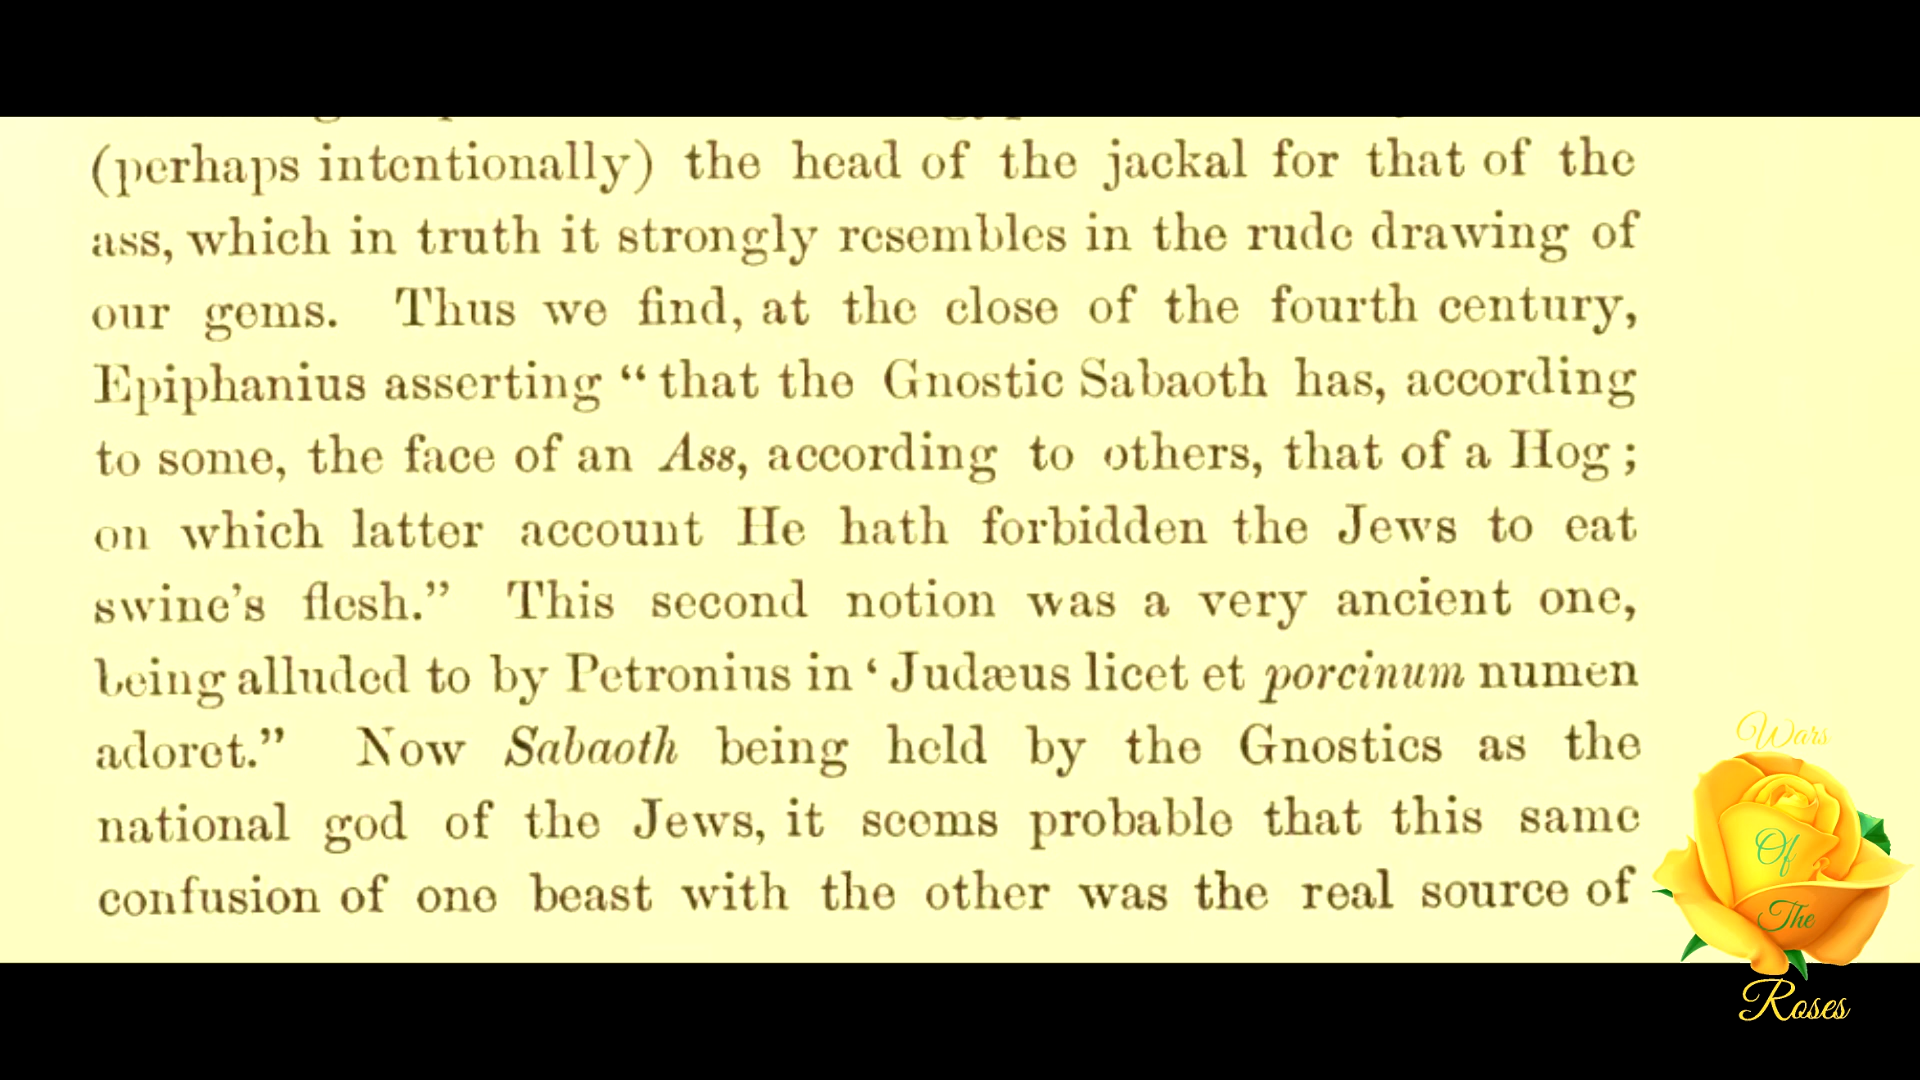 (perhaps intentionally) the head of the jackal for that of the
ass, which in truth it strongly resembles in the rude drawing of
our gems. Thus we find, at the close of the fourth century,
Epiphanius asserting “ that the Gnostic Sabaoth has, according
to some, the face of an Ass, according to others, that of a Hog ;
on which latter account He hath forbidden the Jews to eat
swine’s flesh.” This second notion was a very ancient one,
being alluded to by Petronius in ‘ Judæus licet et porcinum numen
adoret.” Now Sabaoth being held by the Gnostics as the
national god of the Jews, it seems probable that this same
confusion of one beast with the other was the real source of
Wars
Of
The
Roses